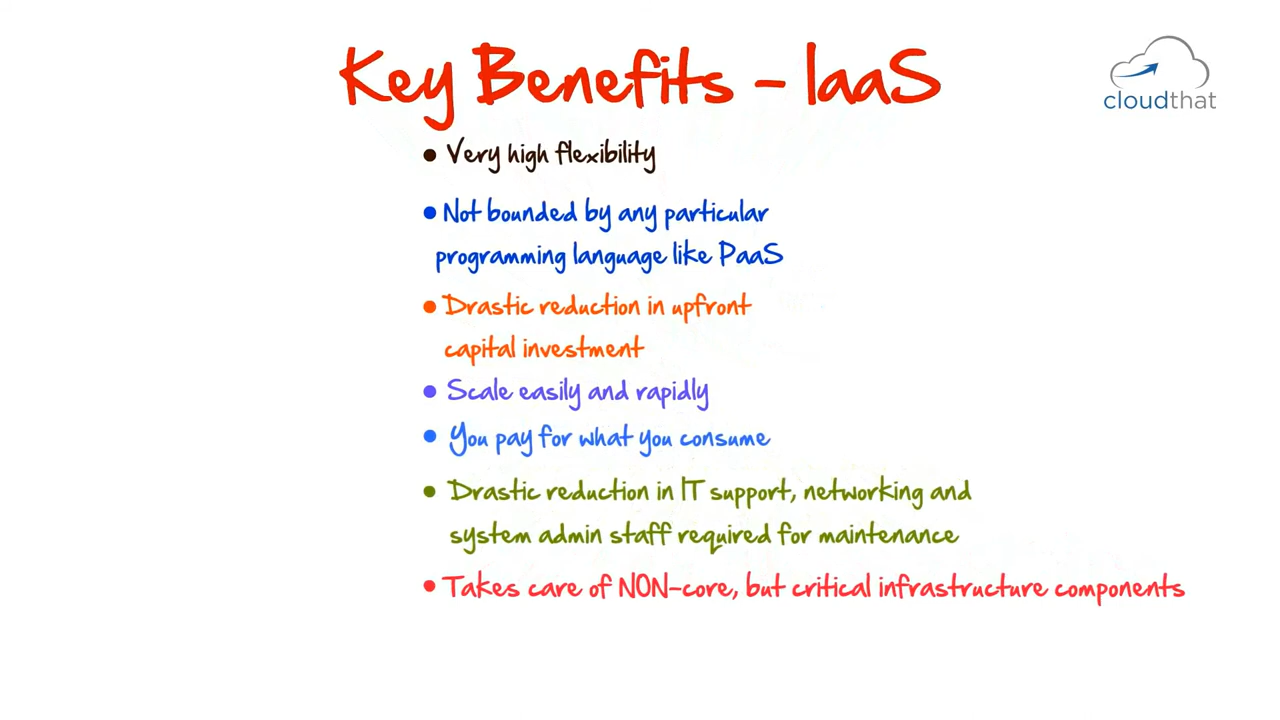 Key Benefits - IaaS
cloudthat
• Very high flexibility
• Not bounded by any particular
programming language like PaaS
• Drastic reduction in upfront
capital investment
• Scale easily and rapidly
• You pay for what you consume
• Drastic reduction in IT support, networking and
system admin staff required for maintenance
• Takes care of NON-core, but critical infrastructure components